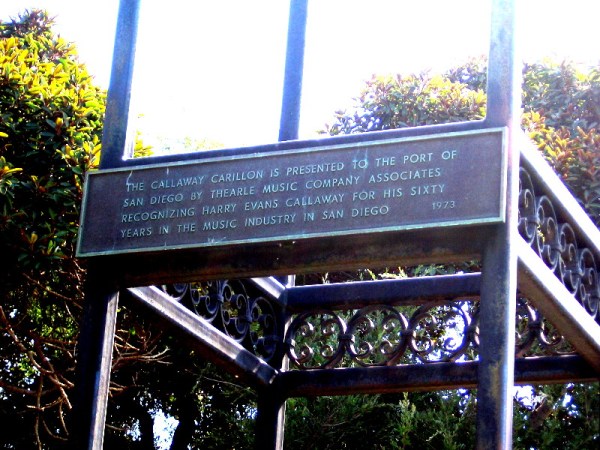 THE CALLAWAY CARILLON IS PRESENTED TO THE PORT OF
SAN DIEGO BY THEARLE MUSIC COMPANY ASSOCIATES
RECOGNIZING HARRY EVANS CALLAWAY FOR HIS SIXTY
YEARS IN THE MUSIC INDUSTRY IN SAN DIEGO 1973